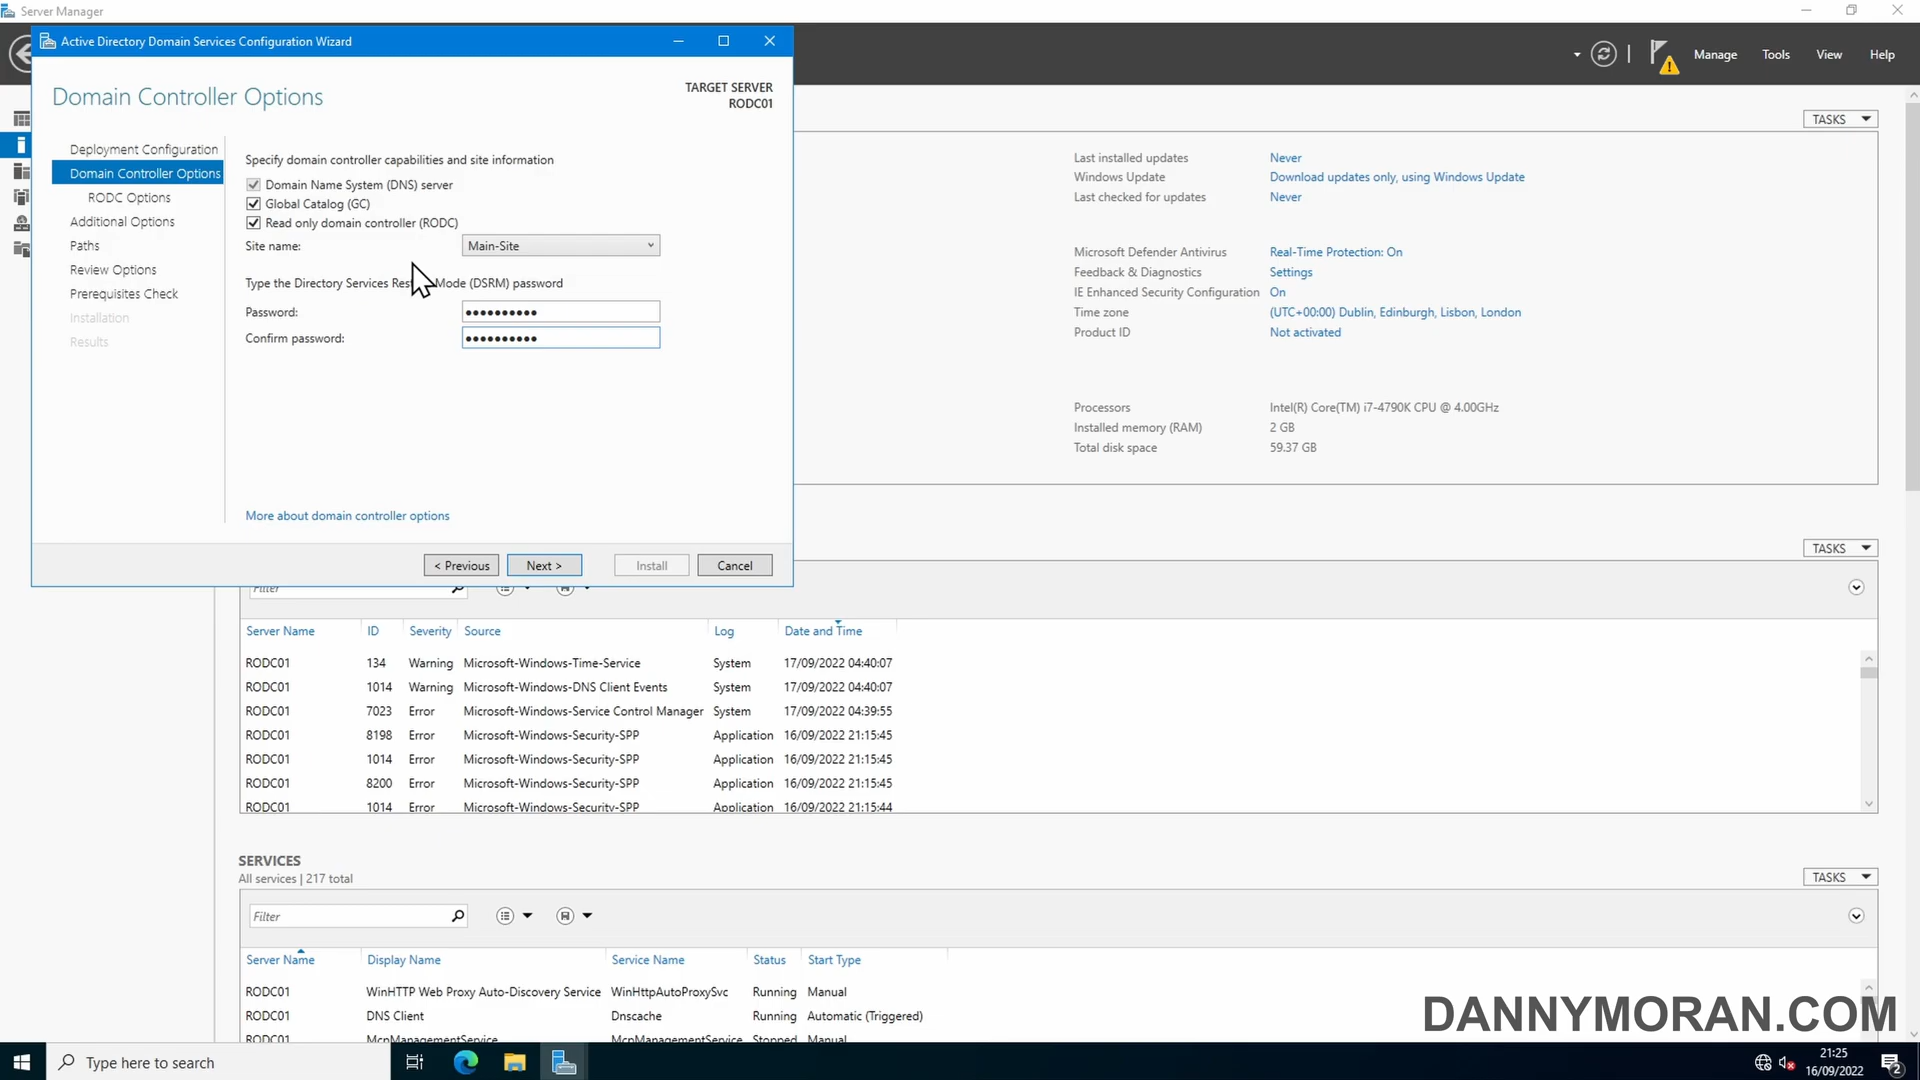 Server Manager
Active Directory Domain Services Configuration Wizard
Manage Tools View Help
Domain Controller Options
TARGET SERVER
RODC01
Deployment Configuration
Domain Controller Options
RODC Options
Additional Options
Paths
Review Options
Prerequisites Check
Installation
Results
Specify domain controller capabilities and site information
Domain Name System (DNS) server
Global Catalog (GC)
Read only domain controller (RODC)
Site name: Main-Site
Type the Directory Services Mode (DSRM) password
Password: ●●●●●●●●●●
Confirm password: ●●●●●●●●●●
More about domain controller options
< Previous Next > Install Cancel
TASKS
Last installed updates Never
Windows Update Download updates only, using Windows Update
Last checked for updates Never
Microsoft Defender Antivirus Real-Time Protection: On
Feedback & Diagnostics Settings
IE Enhanced Security Configuration On
Time zone (UTC+00:00) Dublin, Edinburgh, Lisbon, London
Product ID Not activated
Processors Intel(R) Core(TM) i7-4790K CPU @ 4.00GHz
Installed memory (RAM) 2 GB
Total disk space 59.37 GB
TASKS
Filter
Server Name ID Severity Source Log Date and Time
RODC01 134 Warning Microsoft-Windows-Time-Service System 17/09/2022 04:40:07
RODC01 1014 Warning Microsoft-Windows-DNS Client Events System 17/09/2022 04:40:07
RODC01 7023 Error Microsoft-Windows-Service Control Manager System 17/09/2022 04:39:55
RODC01 8198 Error Microsoft-Windows-Security-SPP Application 16/09/2022 21:15:45
RODC01 1014 Error Microsoft-Windows-Security-SPP Application 16/09/2022 21:15:45
RODC01 8200 Error Microsoft-Windows-Security-SPP Application 16/09/2022 21:15:45
RODC01 1014 Error Microsoft-Windows-Security-SPP Application 16/09/2022 21:15:44
SERVICES
All services | 217 total
TASKS
Filter
Server Name Display Name Service Name Status Start Type
RODC01 WinHTTP Web Proxy Auto-Discovery Service WinHttpAutoProxySvc Running Manual
RODC01 DNS Client Dnscache Running Automatic (Triggered)
RODC01 McpManagementService McpManagementService Stopped Manual
DANNYMORAN.COM
Type here to search
21:25
16/09/2022
2